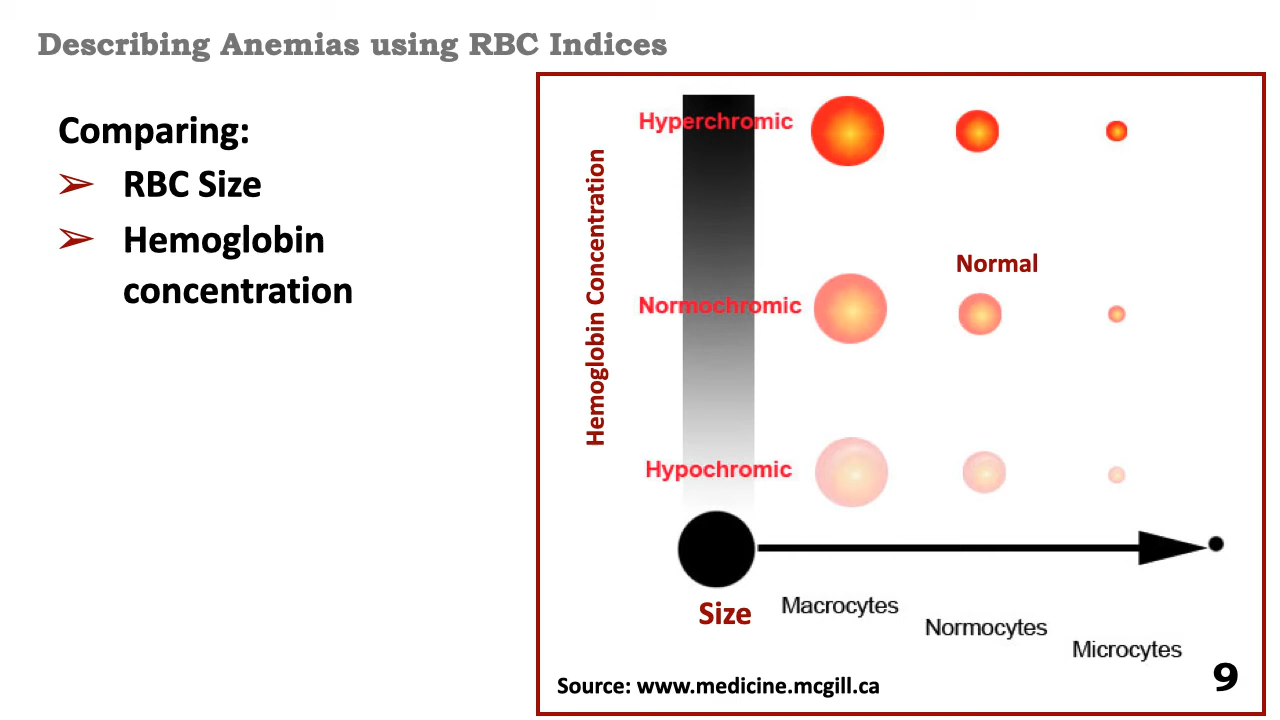 Describing Anemias using RBC Indices
Comparing:
➢ RBC Size
➢ Hemoglobin
concentration
Hemoglobin Concentration
Hyperchromic
Normal
Normochromic
Hypochromic
Size
Macrocytes
Normocytes
Microcytes
Source: www.medicine.mcgill.ca
9